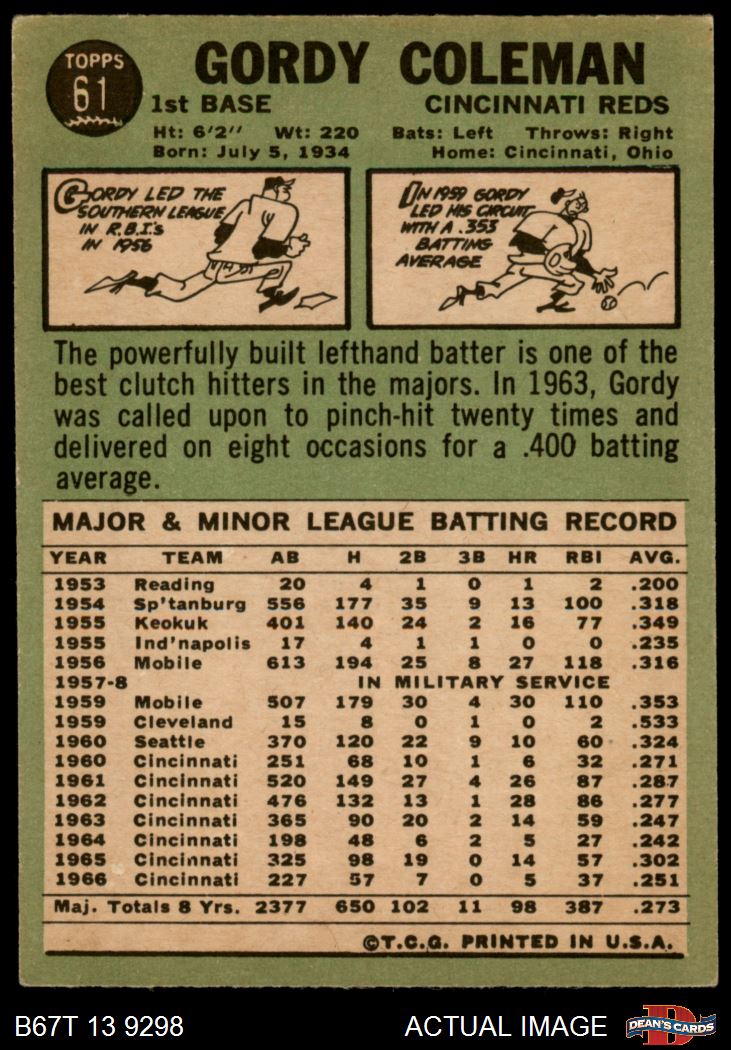 TOPPS
61
GORDY COLEMAN
1st BASE CINCINNATI REDS
Ht: 6'2" Wt: 220 Bats: Left Throws: Right
Born: July 5, 1934 Home: Cincinnati, Ohio
GORDY LED THE
SOUTHERN LEAGUE
IN R.B.I.'s
IN 1956
IN 1959 GORDY
LED HIS CIRCUIT
WITH A .353
BATTING
AVERAGE
The powerfully built lefthand batter is one of the
best clutch hitters in the majors. In 1963, Gordy
was called upon to pinch-hit twenty times and
delivered on eight occasions for a .400 batting
average.
MAJOR & MINOR LEAGUE BATTING RECORD
YEAR TEAM AB H 2B 3B HR RBI AVG.
1953 Reading 20 4 1 0 1 2 .200
1954 Sp'tanburg 556 177 35 9 13 100 .318
1955 Keokuk 401 140 24 2 16 77 .349
1955 Ind'napolis 17 4 1 1 0 0 .235
1956 Mobile 613 194 25 8 27 118 .316
1957-8 IN MILITARY SERVICE
1959 Mobile 507 179 30 4 30 110 .353
1959 Cleveland 15 8 0 1 0 2 .533
1960 Seattle 370 120 22 9 10 60 .324
1960 Cincinnati 251 68 10 1 6 32 .271
1961 Cincinnati 520 149 27 4 26 87 .287
1962 Cincinnati 476 132 13 1 28 86 .277
1963 Cincinnati 365 90 20 2 14 59 .247
1964 Cincinnati 198 48 6 2 5 27 .242
1965 Cincinnati 325 98 19 0 14 57 .302
1966 Cincinnati 227 57 7 0 5 37 .251
Maj. Totals 8 Yrs. 2377 650 102 11 98 387 .273
©T.C.G. PRINTED IN U.S.A.
B67T 13 9298 ACTUAL IMAGE D DEAN'S CARDS